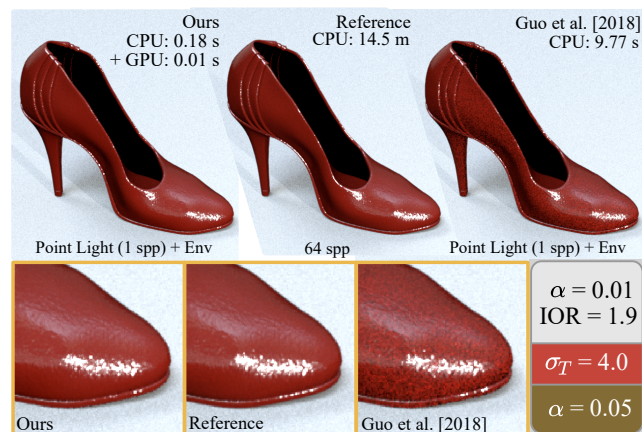 Ours
CPU: 0.18 s
+ GPU: 0.01 s
Reference
CPU: 14.5 m
Guo et al. [2018]
CPU: 9.77 s
Point Light (1 spp) + Env
64 spp
Point Light (1 spp) + Env
Ours
Reference
Guo et al. [2018]
α = 0.01
IOR = 1.9
σ_T = 4.0
α = 0.05